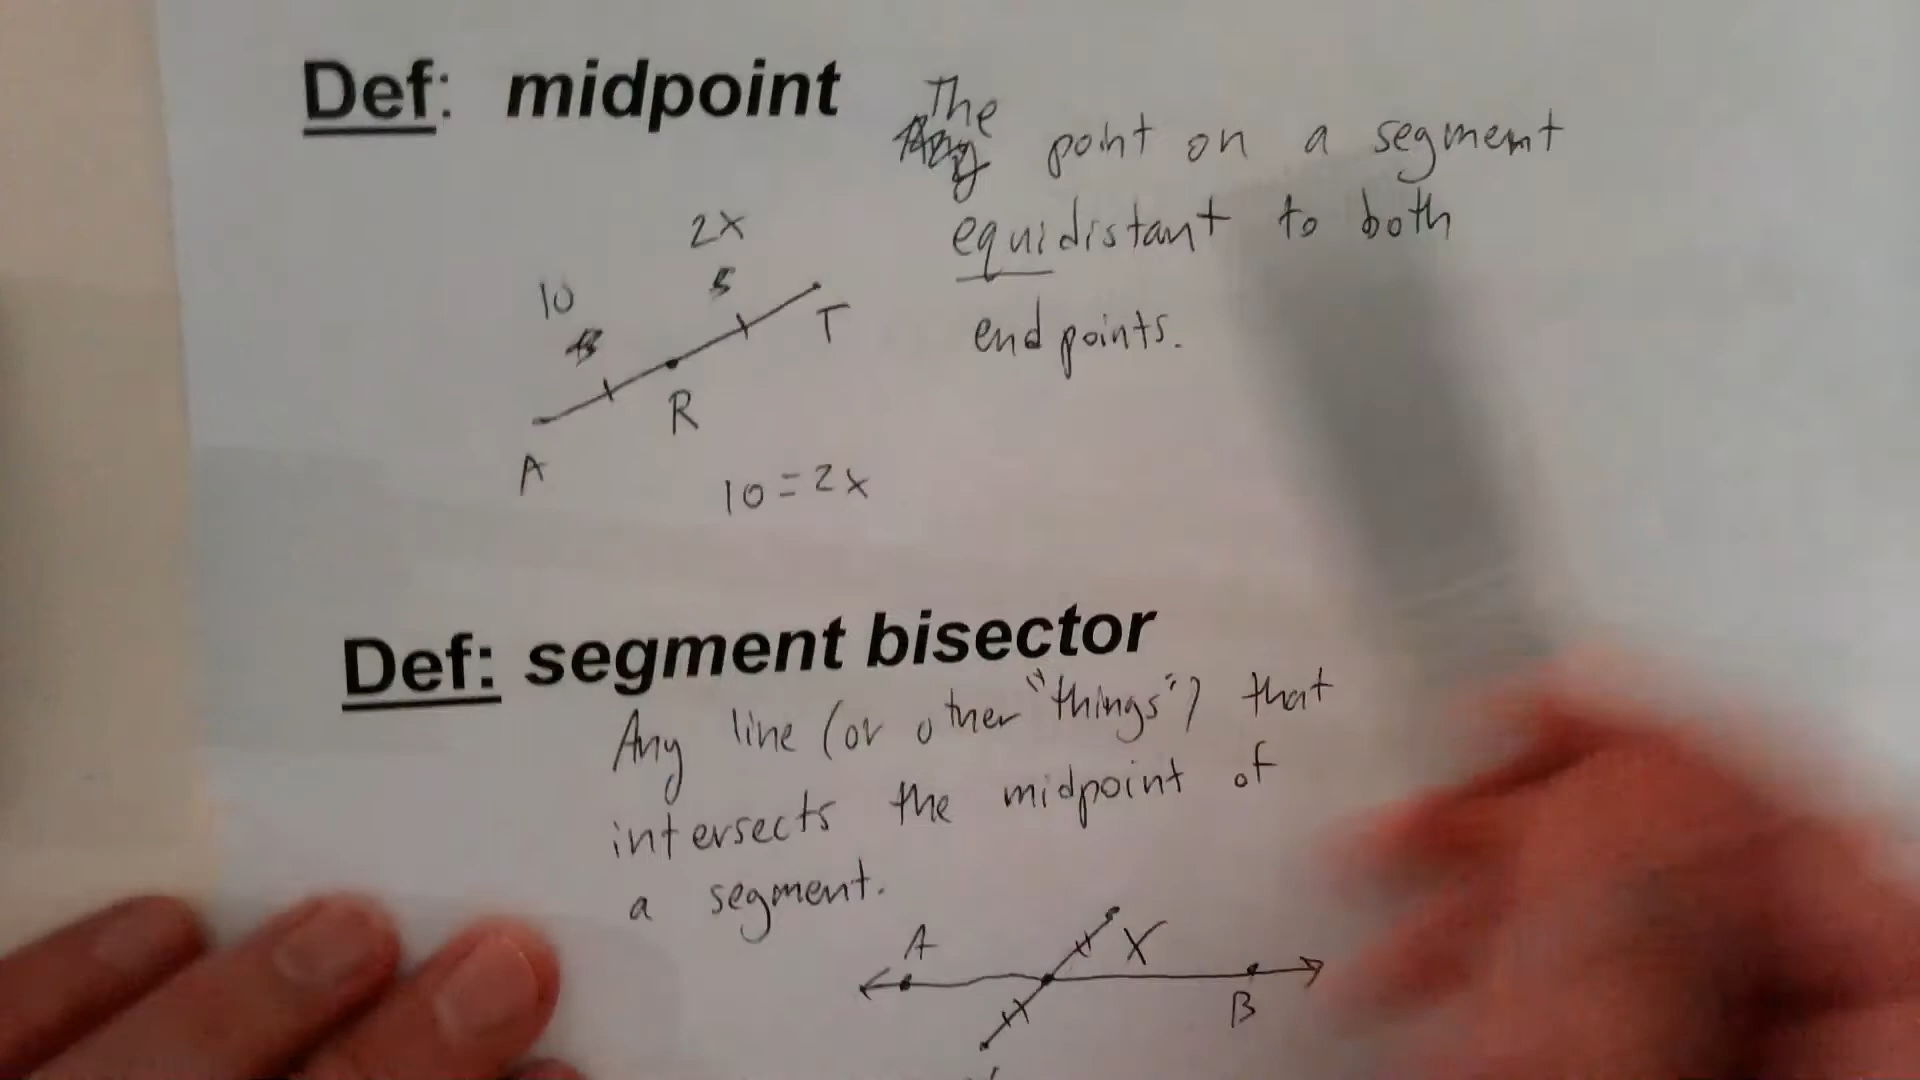 Def: midpoint
The
point on a segment
equidistant to both
endpoints.
2x
5
10
T
R
A
10 = 2x
Def: segment bisector
Any line (or other "things") that
intersects the midpoint of
a segment.
A
X
B